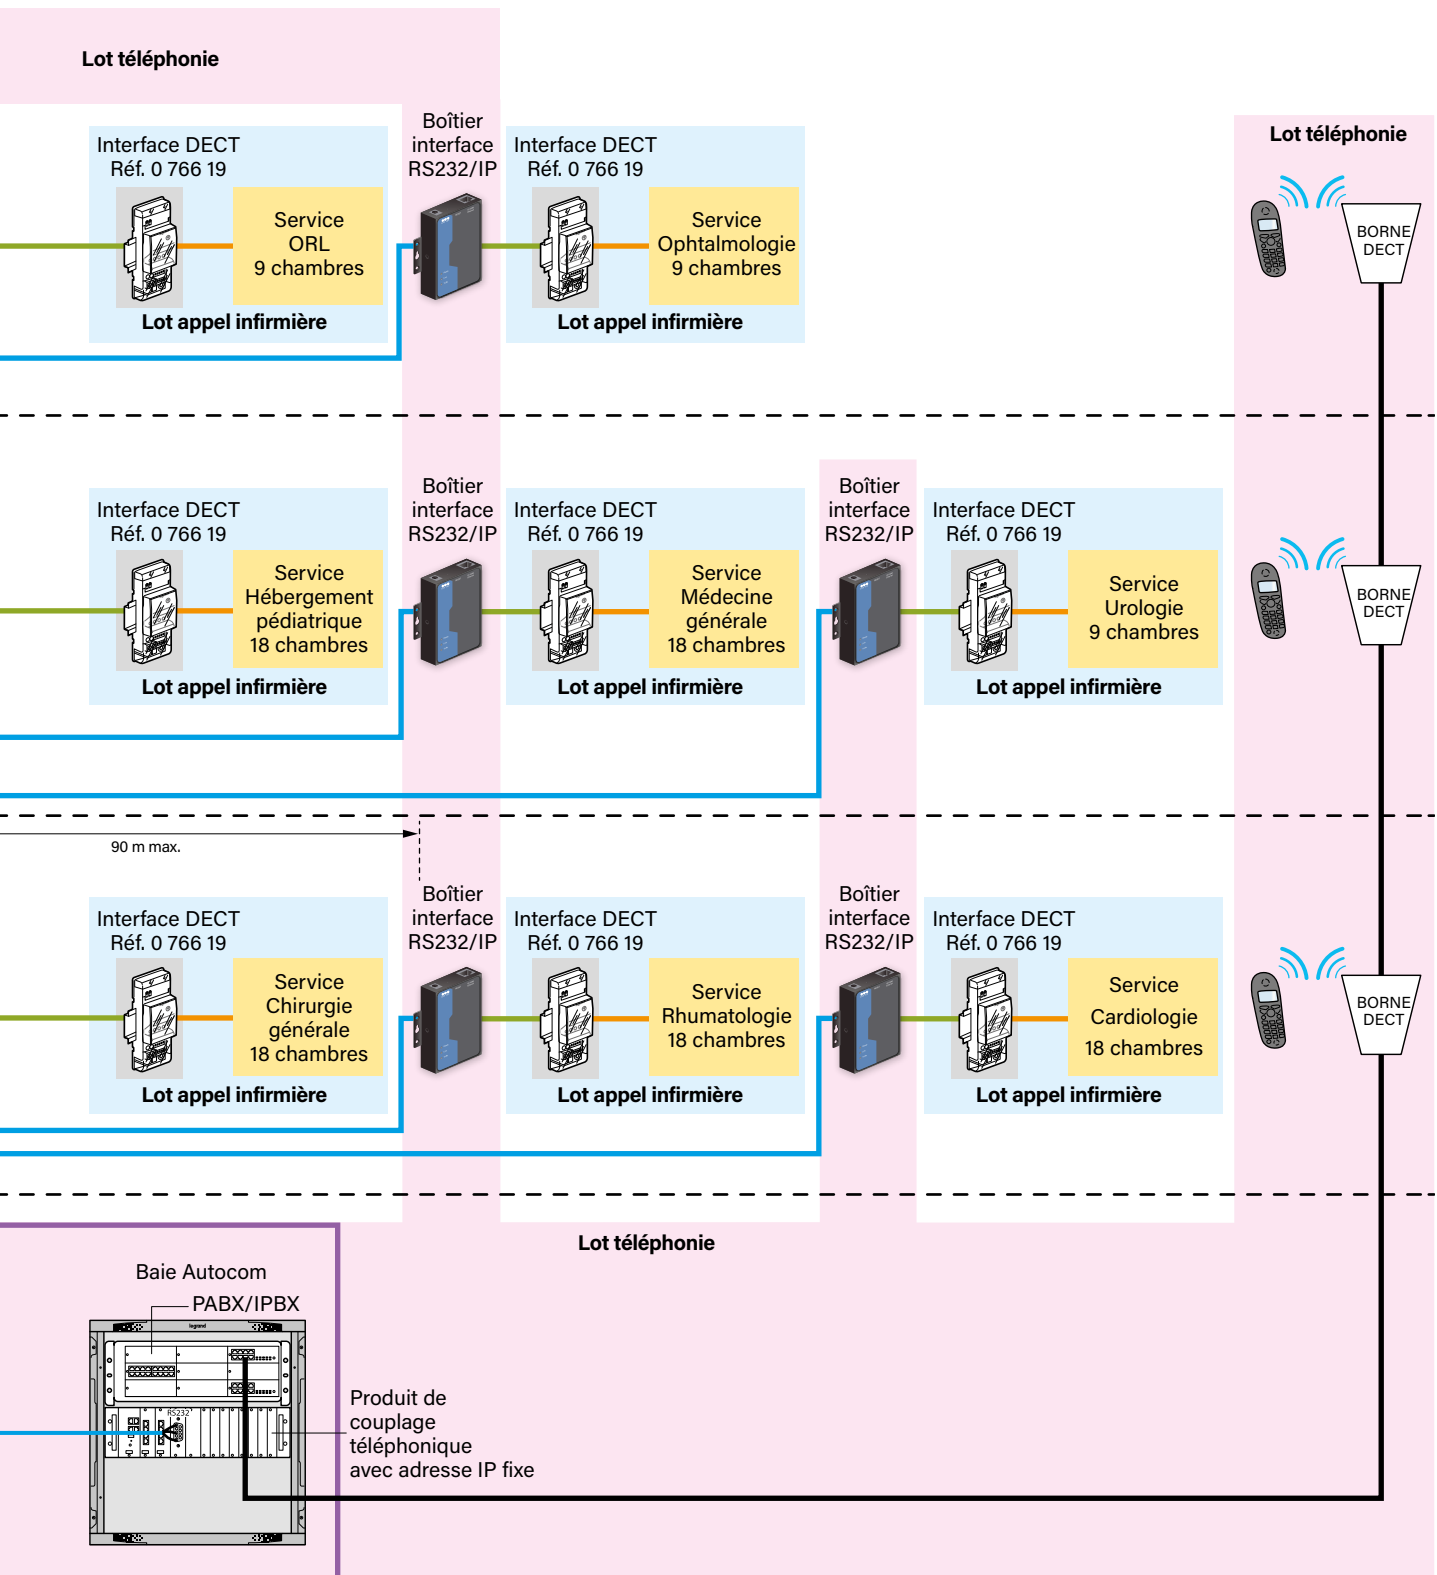 Lot téléphonie
Lot téléphonie
Interface DECT
Réf. 0 766 19
Service
ORL
9 chambres
Lot appel infirmière
Boîtier
interface
RS232/IP
Interface DECT
Réf. 0 766 19
Service
Ophtalmologie
9 chambres
Lot appel infirmière
BORNE
DECT
Interface DECT
Réf. 0 766 19
Service
Hébergement
pédiatrique
18 chambres
Lot appel infirmière
Boîtier
interface
RS232/IP
Interface DECT
Réf. 0 766 19
Service
Médecine
générale
18 chambres
Lot appel infirmière
Boîtier
interface
RS232/IP
Interface DECT
Réf. 0 766 19
Service
Urologie
9 chambres
Lot appel infirmière
BORNE
DECT
90 m max.
Interface DECT
Réf. 0 766 19
Service
Chirurgie
générale
18 chambres
Lot appel infirmière
Boîtier
interface
RS232/IP
Interface DECT
Réf. 0 766 19
Service
Rhumatologie
18 chambres
Lot appel infirmière
Boîtier
interface
RS232/IP
Interface DECT
Réf. 0 766 19
Service
Cardiologie
18 chambres
Lot appel infirmière
BORNE
DECT
Lot téléphonie
Baie Autocom
PABX/IPBX
legrand
RS232
Produit de
couplage
téléphonique
avec adresse IP fixe